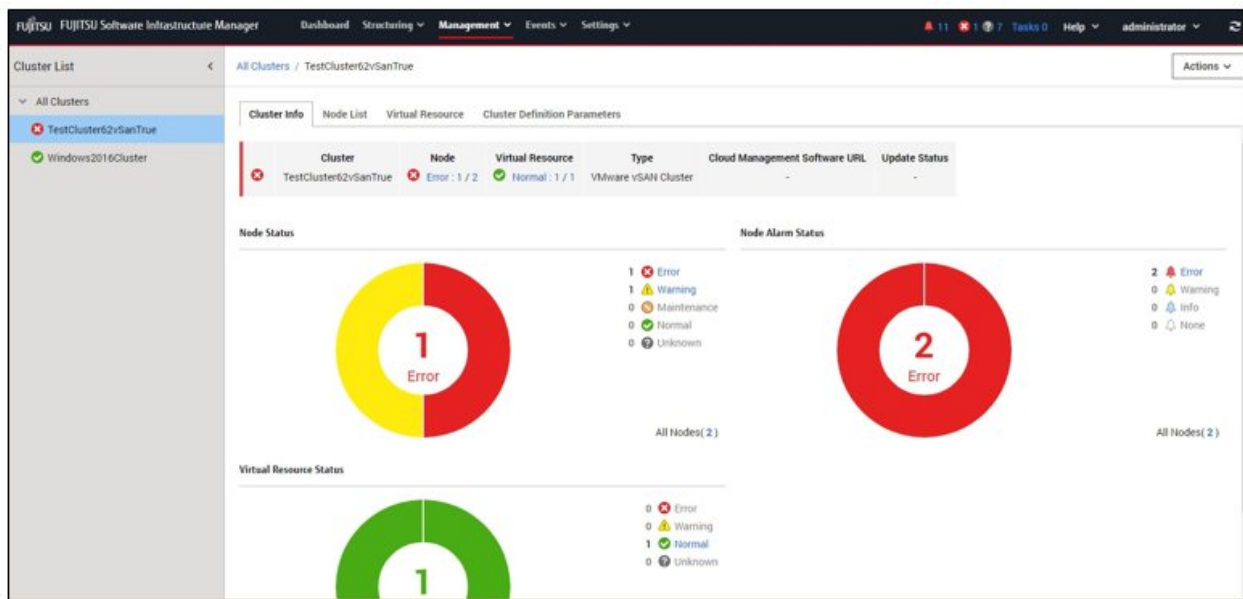 FUJITSU FUJITSU Software Infrastructure Manager Dashboard Structuring Management Events Settings 11 1 7 Tasks 0 Help administrator
Cluster List
All Clusters / TestCluster62vSanTrue
Actions
All Clusters
TestCluster62vSanTrue
Windows2016Cluster
Cluster Info Node List Virtual Resource Cluster Definition Parameters
Cluster Node Virtual Resource Type Cloud Management Software URL Update Status
TestCluster62vSanTrue Error : 1 / 2 Normal : 1 / 1 VMware vSAN Cluster - -
Node Status
1
Error
1 Error
1 Warning
0 Maintenance
0 Normal
0 Unknown
All Nodes( 2 )
Node Alarm Status
2
Error
2 Error
0 Warning
0 Info
0 None
All Nodes( 2 )
Virtual Resource Status
1
0 Error
0 Warning
1 Normal
0 Unknown